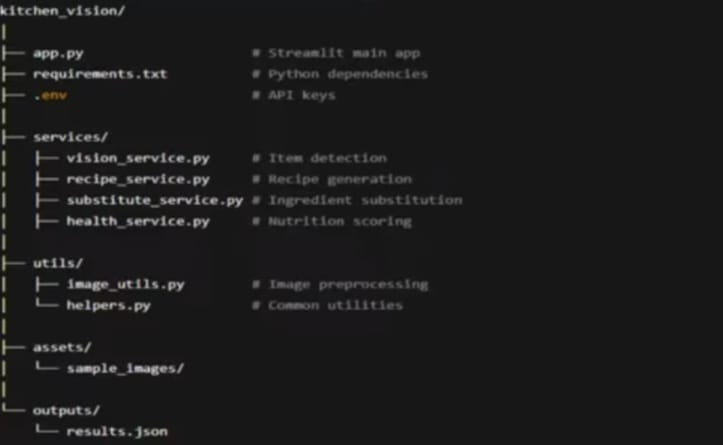 kitchen_vision/
│
├── app.py # Streamlit main app
├── requirements.txt # Python dependencies
├── .env # API keys
│
├── services/
│ ├── vision_service.py # Item detection
│ ├── recipe_service.py # Recipe generation
│ ├── substitute_service.py # Ingredient substitution
│ ├── health_service.py # Nutrition scoring
│
├── utils/
│ ├── image_utils.py # Image preprocessing
│ └── helpers.py # Common utilities
│
├── assets/
│ └── sample_images/
│
└── outputs/
└── results.json